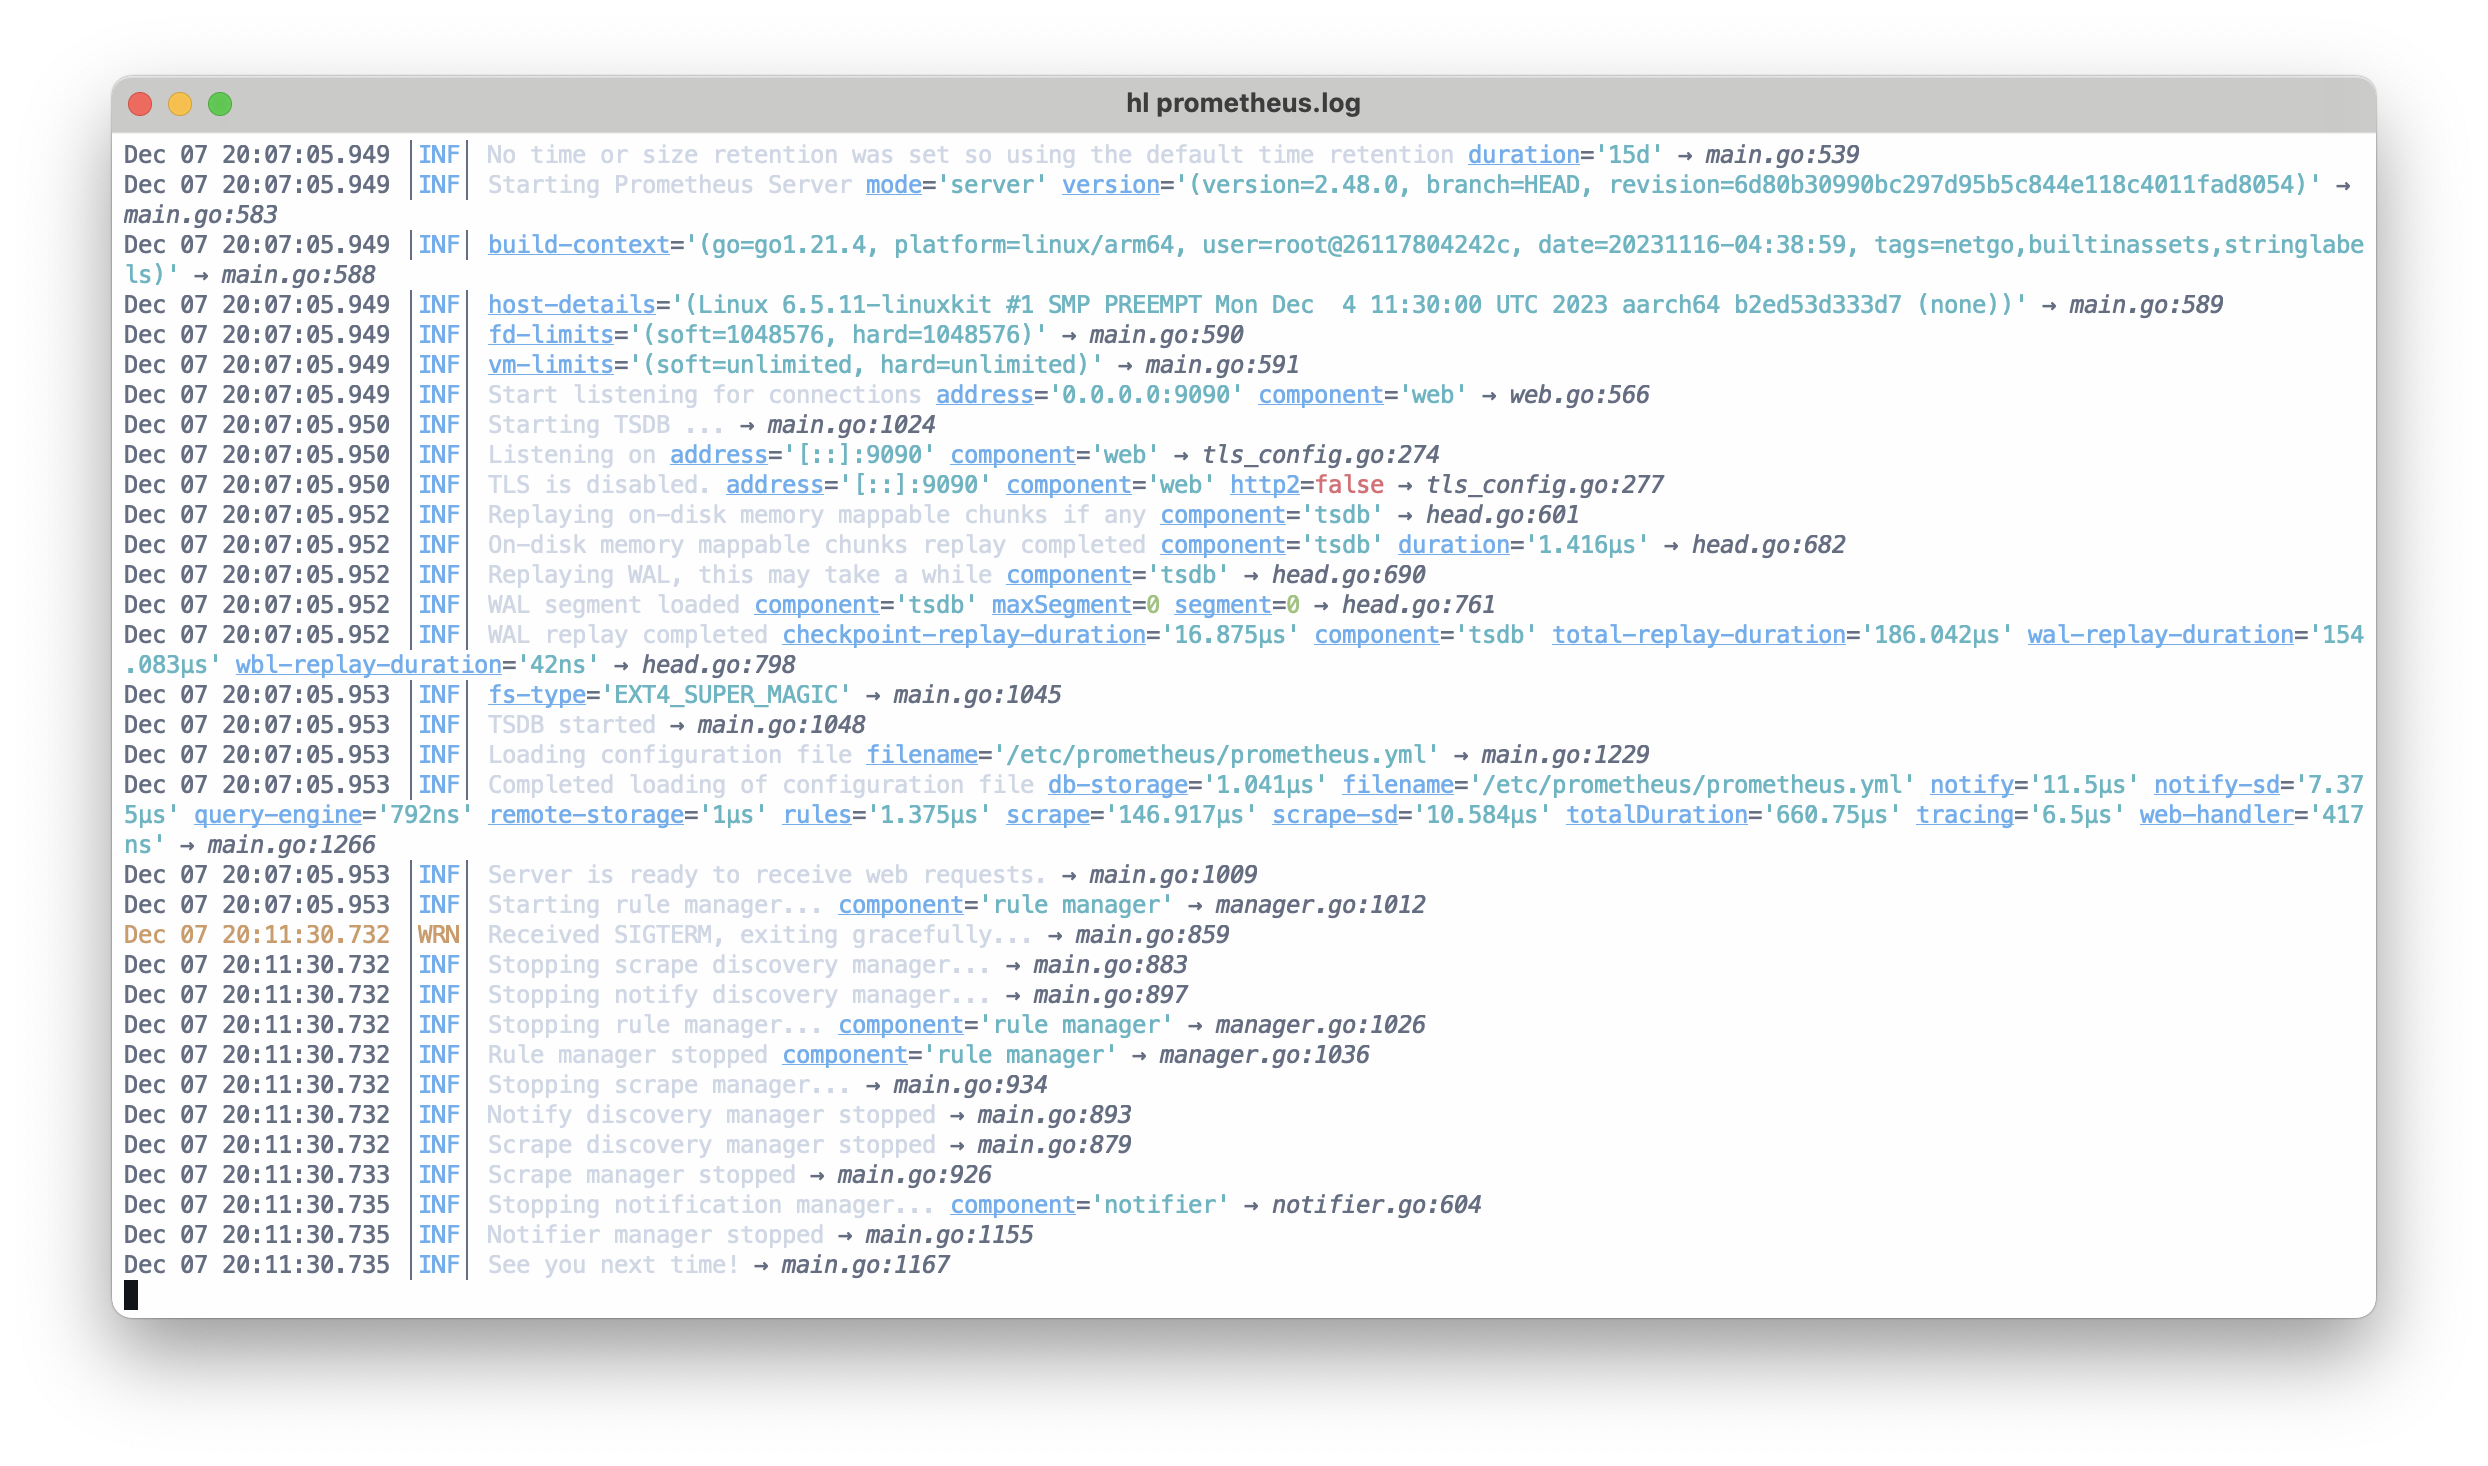 hl prometheus.log
Dec 07 20:07:05.949 |INF| No time or size retention was set so using the default time retention duration='15d' → main.go:539
Dec 07 20:07:05.949 |INF| Starting Prometheus Server mode='server' version='(version=2.48.0, branch=HEAD, revision=6d80b30990bc297d95b5c844e118c4011fad8054)' →
main.go:583
Dec 07 20:07:05.949 |INF| build-context='(go=go1.21.4, platform=linux/arm64, user=root@26117804242c, date=20231116-04:38:59, tags=netgo,builtinassets,stringlabe
ls)' → main.go:588
Dec 07 20:07:05.949 |INF| host-details='(Linux 6.5.11-linuxkit #1 SMP PREEMPT Mon Dec  4 11:30:00 UTC 2023 aarch64 b2ed53d333d7 (none))' → main.go:589
Dec 07 20:07:05.949 |INF| fd-limits='(soft=1048576, hard=1048576)' → main.go:590
Dec 07 20:07:05.949 |INF| vm-limits='(soft=unlimited, hard=unlimited)' → main.go:591
Dec 07 20:07:05.949 |INF| Start listening for connections address='0.0.0.0:9090' component='web' → web.go:566
Dec 07 20:07:05.950 |INF| Starting TSDB ... → main.go:1024
Dec 07 20:07:05.950 |INF| Listening on address='[::]:9090' component='web' → tls_config.go:274
Dec 07 20:07:05.950 |INF| TLS is disabled. address='[::]:9090' component='web' http2=false → tls_config.go:277
Dec 07 20:07:05.952 |INF| Replaying on-disk memory mappable chunks if any component='tsdb' → head.go:601
Dec 07 20:07:05.952 |INF| On-disk memory mappable chunks replay completed component='tsdb' duration='1.416µs' → head.go:682
Dec 07 20:07:05.952 |INF| Replaying WAL, this may take a while component='tsdb' → head.go:690
Dec 07 20:07:05.952 |INF| WAL segment loaded component='tsdb' maxSegment=0 segment=0 → head.go:761
Dec 07 20:07:05.952 |INF| WAL replay completed checkpoint-replay-duration='16.875µs' component='tsdb' total-replay-duration='186.042µs' wal-replay-duration='154
.083µs' wbl-replay-duration='42ns' → head.go:798
Dec 07 20:07:05.953 |INF| fs-type='EXT4_SUPER_MAGIC' → main.go:1045
Dec 07 20:07:05.953 |INF| TSDB started → main.go:1048
Dec 07 20:07:05.953 |INF| Loading configuration file filename='/etc/prometheus/prometheus.yml' → main.go:1229
Dec 07 20:07:05.953 |INF| Completed loading of configuration file db-storage='1.041µs' filename='/etc/prometheus/prometheus.yml' notify='11.5µs' notify-sd='7.37
5µs' query-engine='792ns' remote-storage='1µs' rules='1.375µs' scrape='146.917µs' scrape-sd='10.584µs' totalDuration='660.75µs' tracing='6.5µs' web-handler='417
ns' → main.go:1266
Dec 07 20:07:05.953 |INF| Server is ready to receive web requests. → main.go:1009
Dec 07 20:07:05.953 |INF| Starting rule manager... component='rule manager' → manager.go:1012
Dec 07 20:11:30.732 |WRN| Received SIGTERM, exiting gracefully... → main.go:859
Dec 07 20:11:30.732 |INF| Stopping scrape discovery manager... → main.go:883
Dec 07 20:11:30.732 |INF| Stopping notify discovery manager... → main.go:897
Dec 07 20:11:30.732 |INF| Stopping rule manager... component='rule manager' → manager.go:1026
Dec 07 20:11:30.732 |INF| Rule manager stopped component='rule manager' → manager.go:1036
Dec 07 20:11:30.732 |INF| Stopping scrape manager... → main.go:934
Dec 07 20:11:30.732 |INF| Notify discovery manager stopped → main.go:893
Dec 07 20:11:30.732 |INF| Scrape discovery manager stopped → main.go:879
Dec 07 20:11:30.733 |INF| Scrape manager stopped → main.go:926
Dec 07 20:11:30.735 |INF| Stopping notification manager... component='notifier' → notifier.go:604
Dec 07 20:11:30.735 |INF| Notifier manager stopped → main.go:1155
Dec 07 20:11:30.735 |INF| See you next time! → main.go:1167